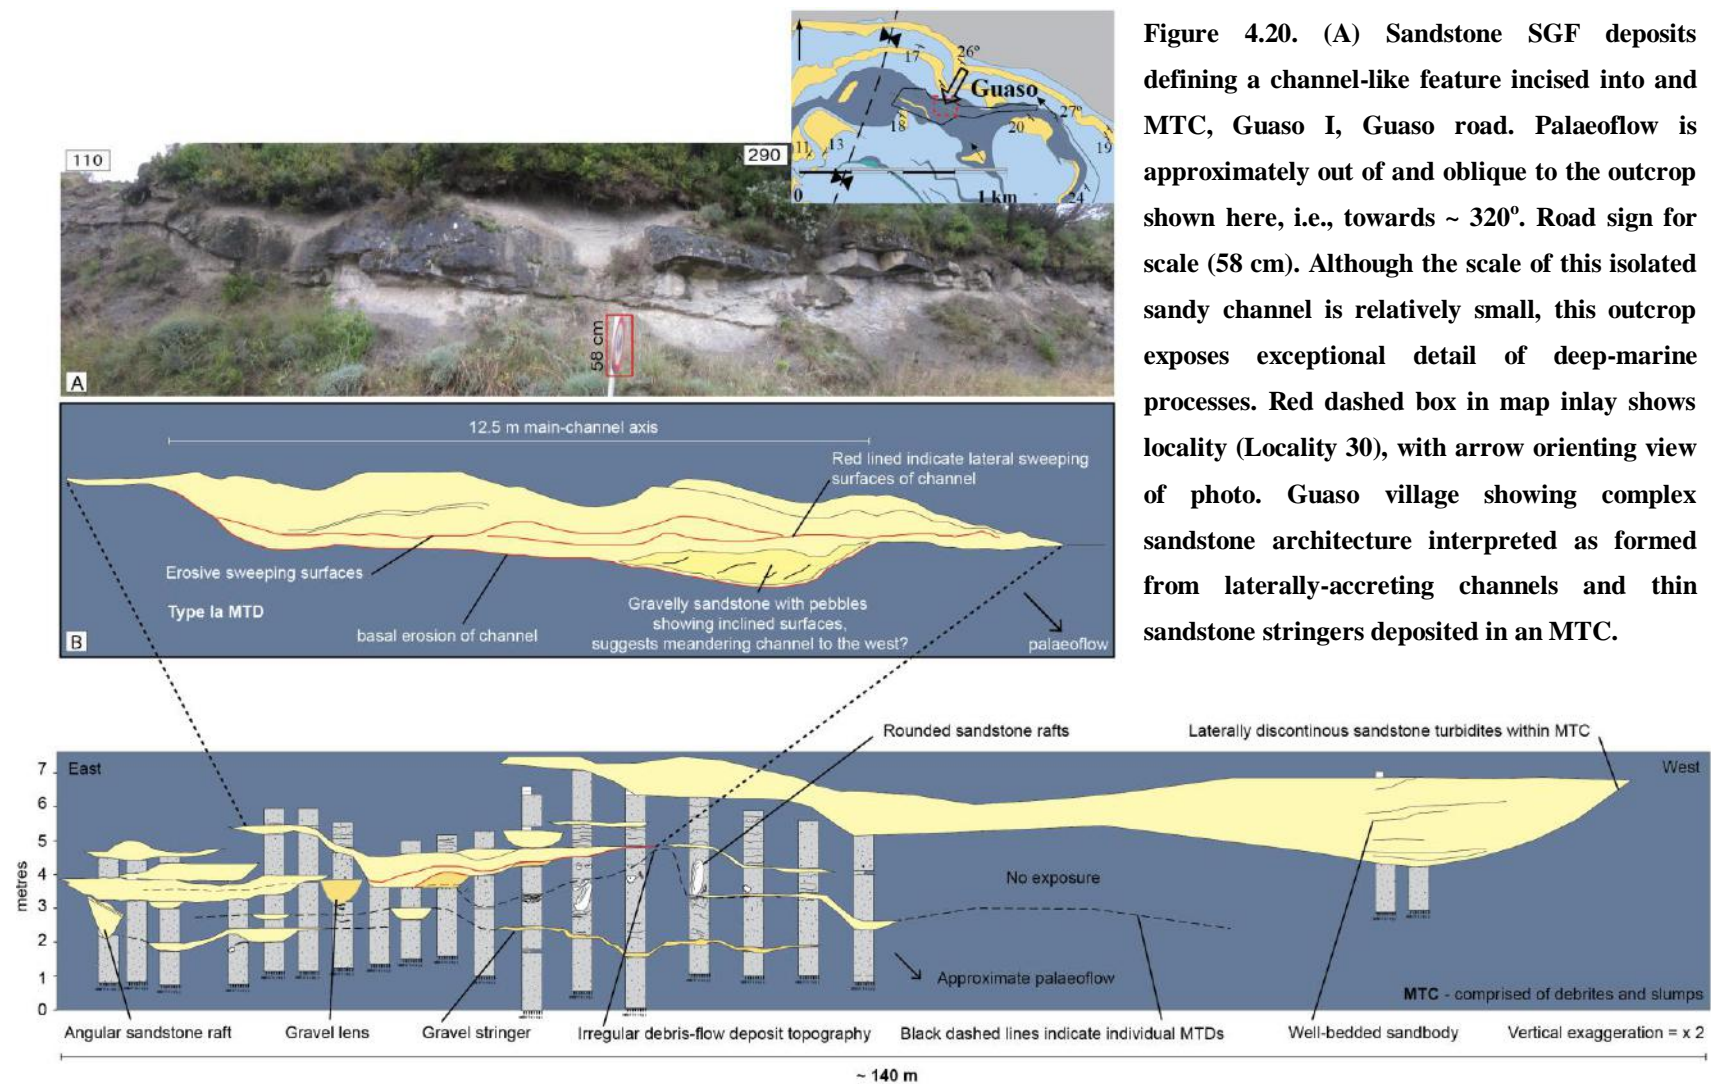 Figure 4.20. (A) Sandstone SGF deposits
defining a channel-like feature incised into and
MTC, Guaso I, Guaso road. Palaeoflow is
approximately out of and oblique to the outcrop
shown here, i.e., towards ~ 320º. Road sign for
scale (58 cm). Although the scale of this isolated
sandy channel is relatively small, this outcrop
exposes exceptional detail of deep-marine
processes. Red dashed box in map inlay shows
locality (Locality 30), with arrow orienting view
of photo. Guaso village showing complex
sandstone architecture interpreted as formed
from laterally-accreting channels and thin
sandstone stringers deposited in an MTC.
17
26º
Guaso
27º
18
20
19
11
13
24
0
1 km
110
290
58 cm
A
12.5 m main-channel axis
Red lined indicate lateral sweeping
surfaces of channel
Erosive sweeping surfaces
Type Ia MTD
basal erosion of channel
Gravelly sandstone with pebbles
showing inclined surfaces,
suggests meandering channel to the west?
palaeoflow
B
Rounded sandstone rafts
Laterally discontinous sandstone turbidites within MTC
East
West
7
6
5
4
3
2
1
0
metres
No exposure
Approximate palaeoflow
MTC - comprised of debrites and slumps
Angular sandstone raft
Gravel lens
Gravel stringer
Irregular debris-flow deposit topography
Black dashed lines indicate individual MTDs
Well-bedded sandbody
Vertical exaggeration = x 2
~ 140 m